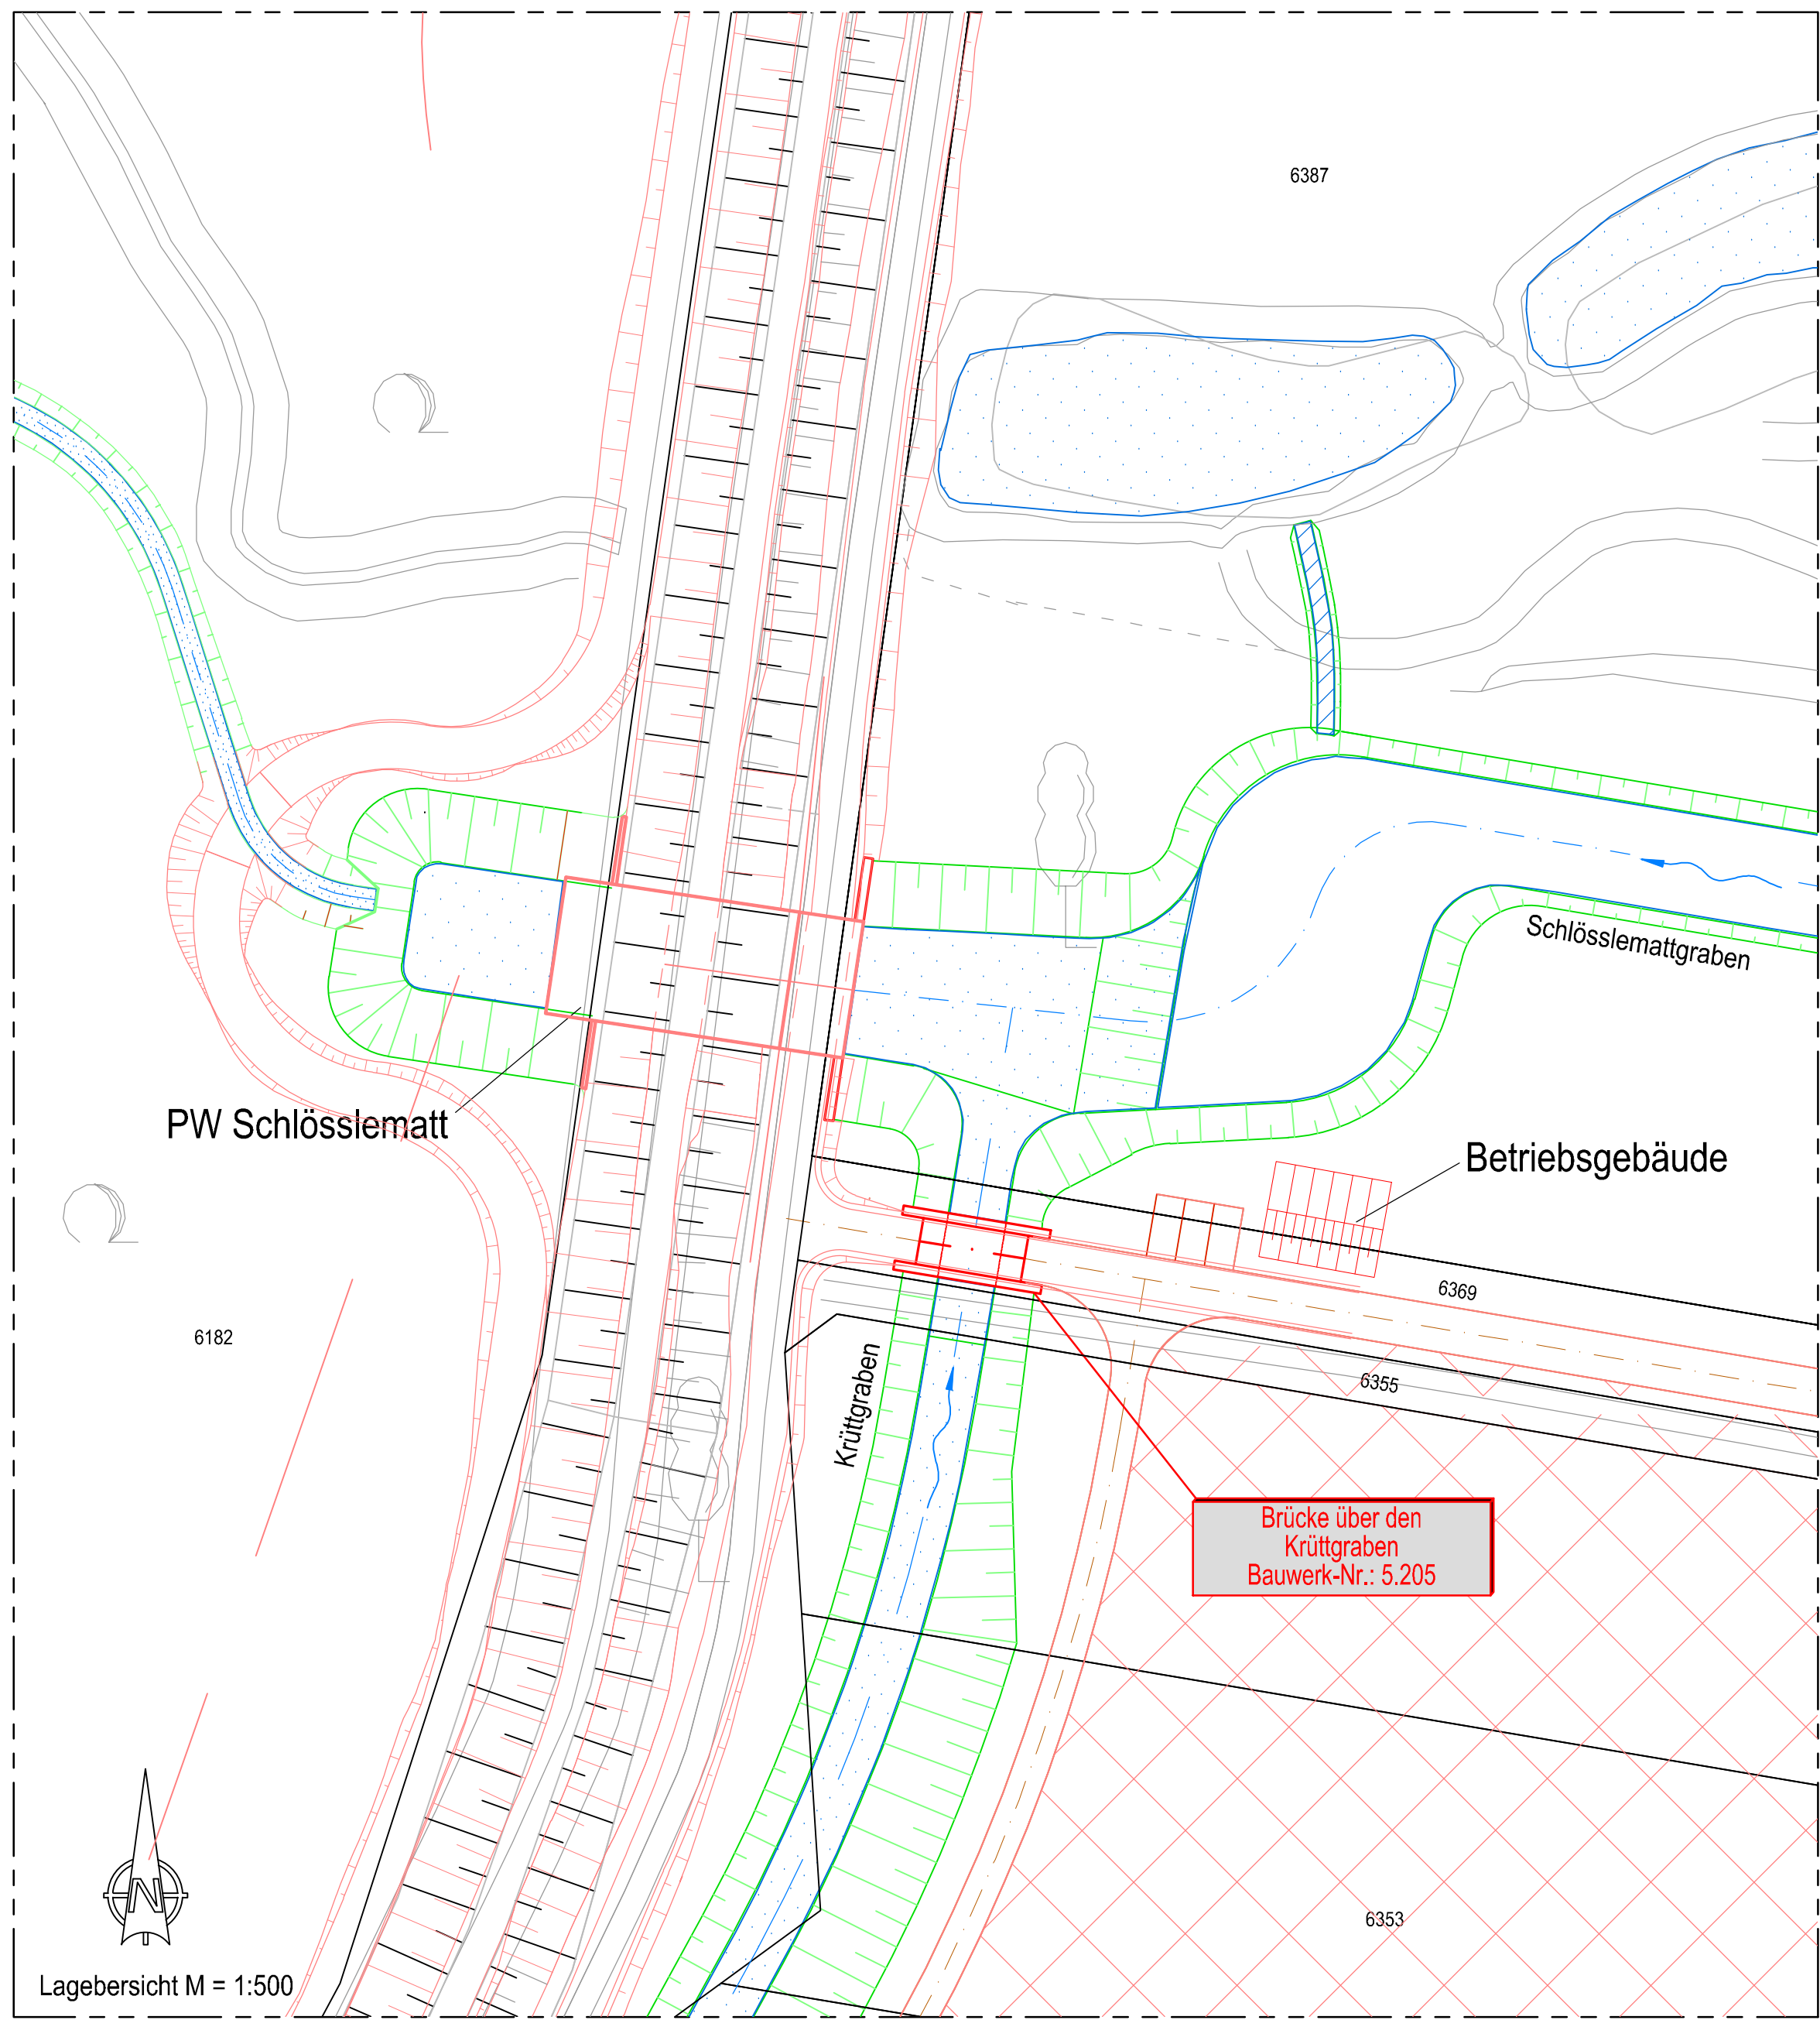 6387
Schlösslemattgraben
PW Schlösslematt
Betriebsgebäude
6369
6182
6355
Krüttgraben
Brücke über den
Krüttgraben
Bauwerk-Nr.: 5.205
6353
N
Lagebersicht M = 1:500